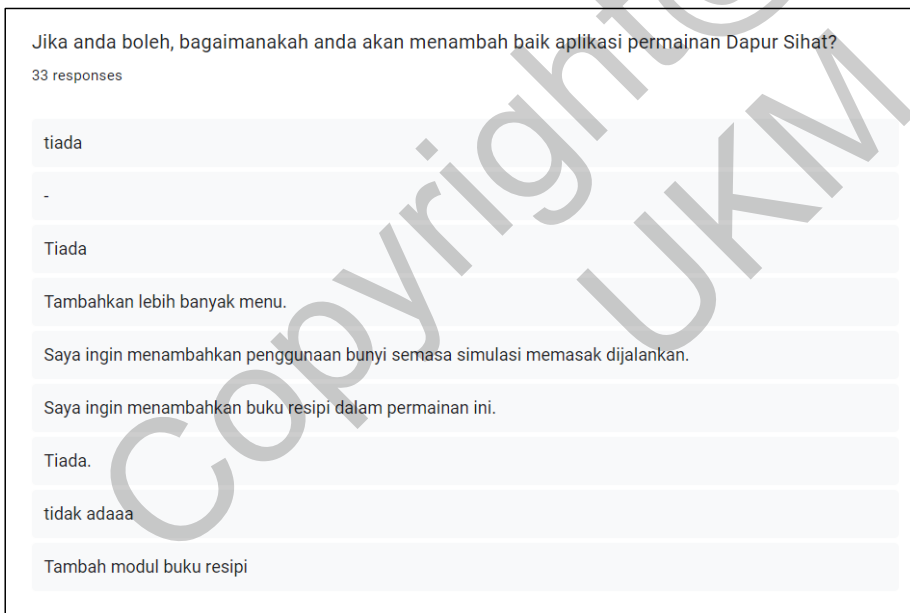 Jika anda boleh, bagaimanakah anda akan menambah baik aplikasi permainan Dapur Sihat?
33 responses
tiada
-
Tiada
Tambahkan lebih banyak menu.
Saya ingin menambahkan penggunaan bunyi semasa simulasi memasak dijalankan.
Saya ingin menambahkan buku resipi dalam permainan ini.
Tiada.
tidak adaaa
Tambah modul buku resipi
Copyright@
UKM